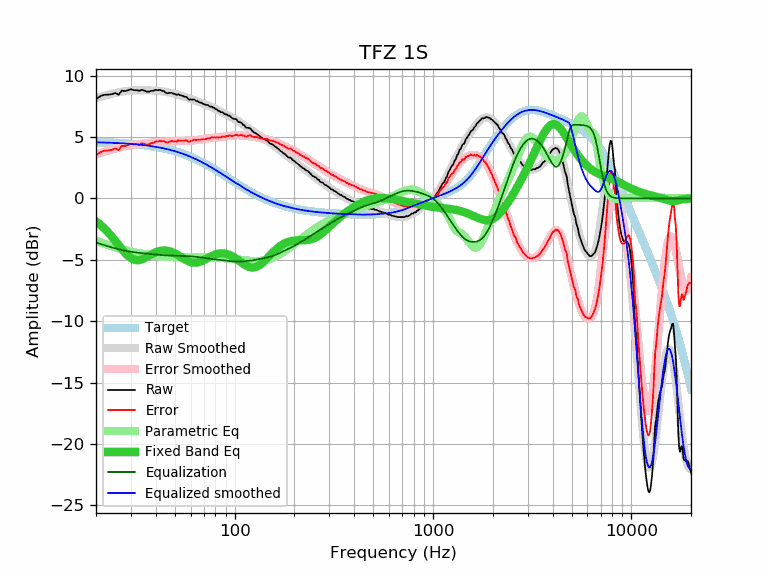 TFZ 1S
Amplitude (dBr)
10
5
0
−5
−10
−15
−20
−25
Target
Raw Smoothed
Error Smoothed
Raw
Error
Parametric Eq
Fixed Band Eq
Equalization
Equalized smoothed
100
1000
10000
Frequency (Hz)